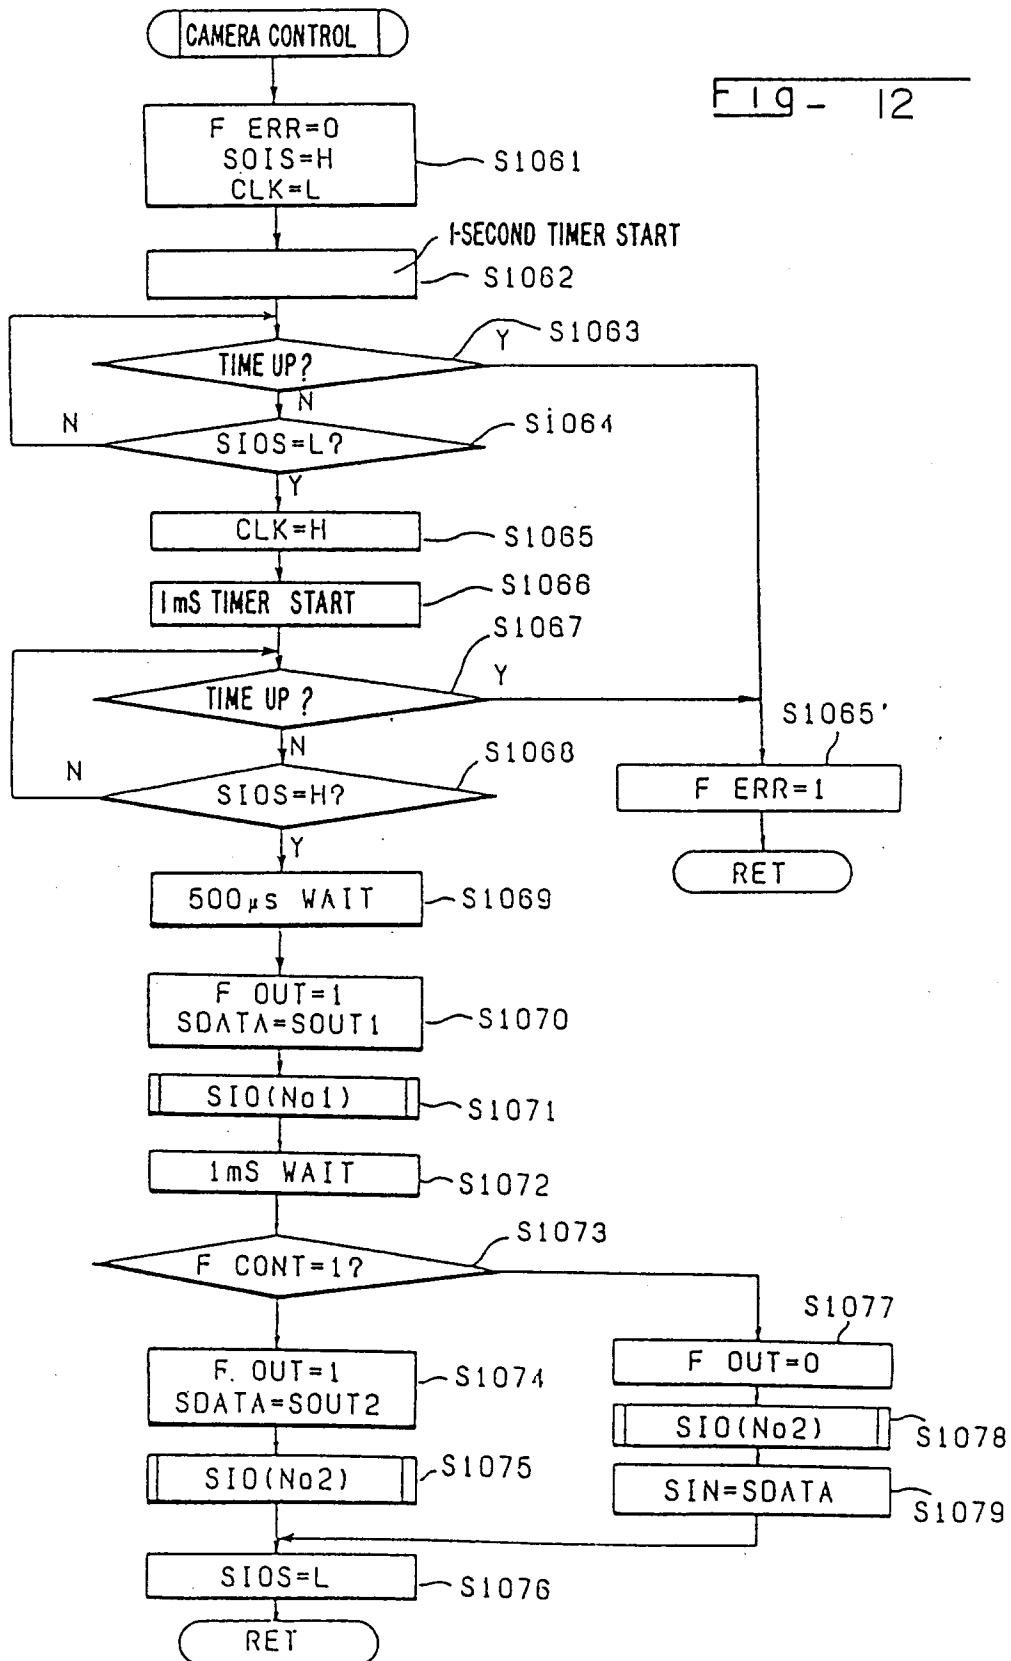 CAMERA CONTROL
Fig - 12
F ERR=0
SOIS=H
CLK=L
S1061
1-SECOND TIMER START
S1062
S1063
TIME UP?
Y
N
S1064
SIOS=L?
N
Y
CLK=H
S1065
1mS TIMER START
S1066
S1067
TIME UP?
Y
N
S1068
SIOS=H?
N
Y
S1065'
F ERR=1
RET
500µs WAIT
S1069
F OUT=1
SDATA=SOUT1
S1070
SIO(No1)
S1071
1mS WAIT
S1072
S1073
F CONT=1?
S1077
F OUT=0
F. OUT=1
SDATA=SOUT2
S1074
SIO(No2)
S1078
SIO(No2)
S1075
SIN=SDATA
S1079
SIOS=L
S1076
RET